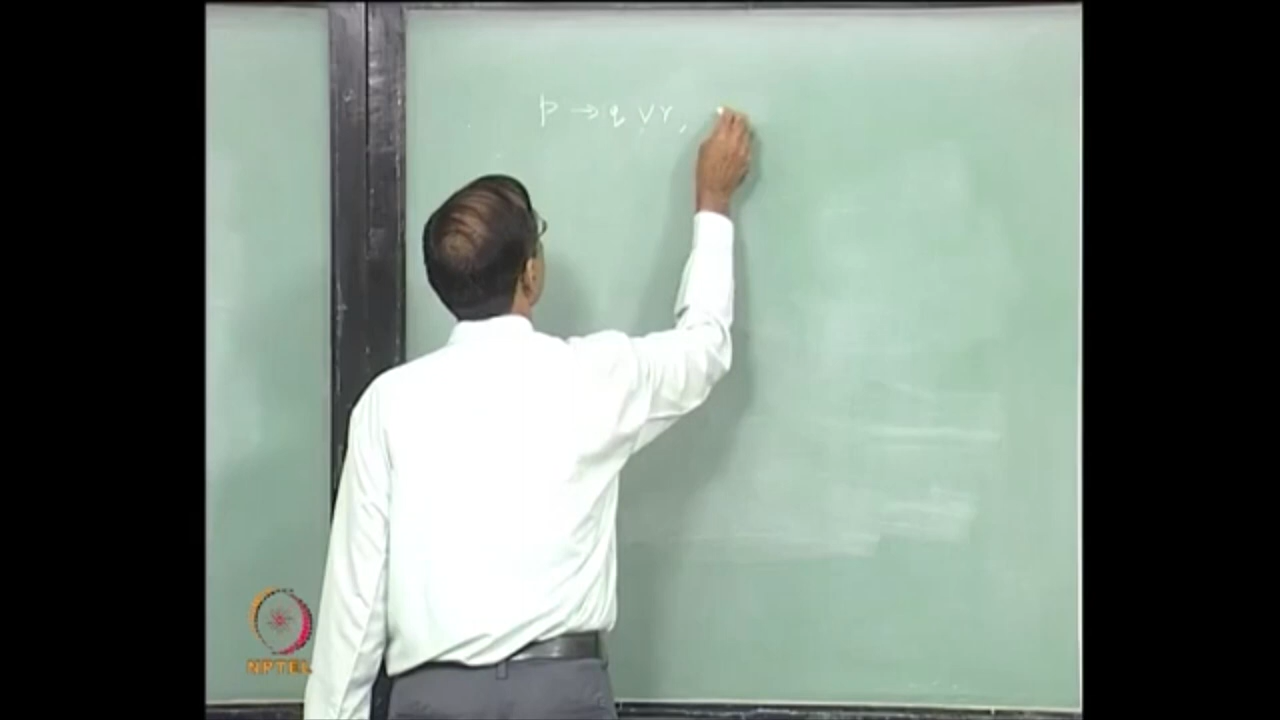 p → q ∨ r,
NPTEL